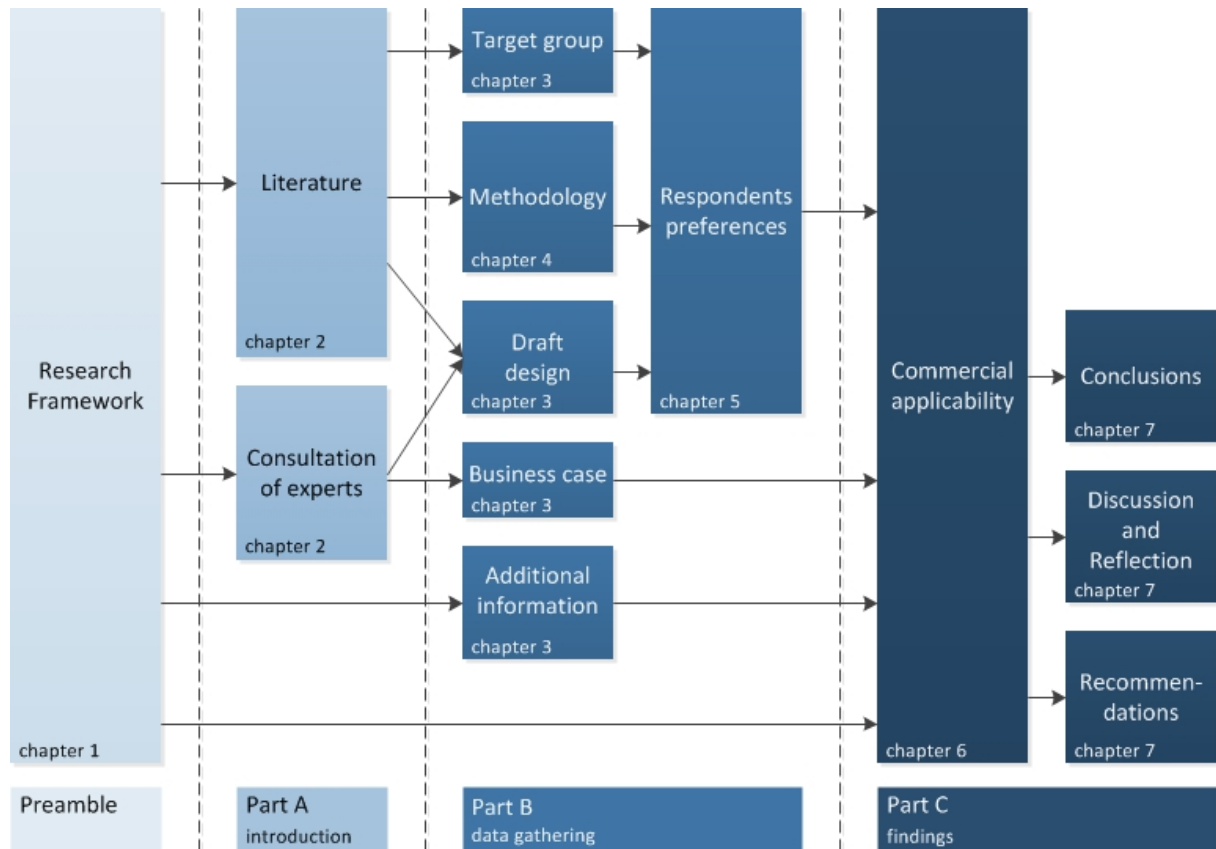 Research
Framework
chapter 1
Literature
chapter 2
Consultation
of experts
chapter 2
Target group
chapter 3
Methodology
chapter 4
Draft
design
chapter 3
Business case
chapter 3
Additional
information
chapter 3
Respondents
preferences
chapter 5
Commercial
applicability
chapter 6
Conclusions
chapter 7
Discussion
and
Reflection
chapter 7
Recommen-
dations
chapter 7
Preamble
Part A
introduction
Part B
data gathering
Part C
findings